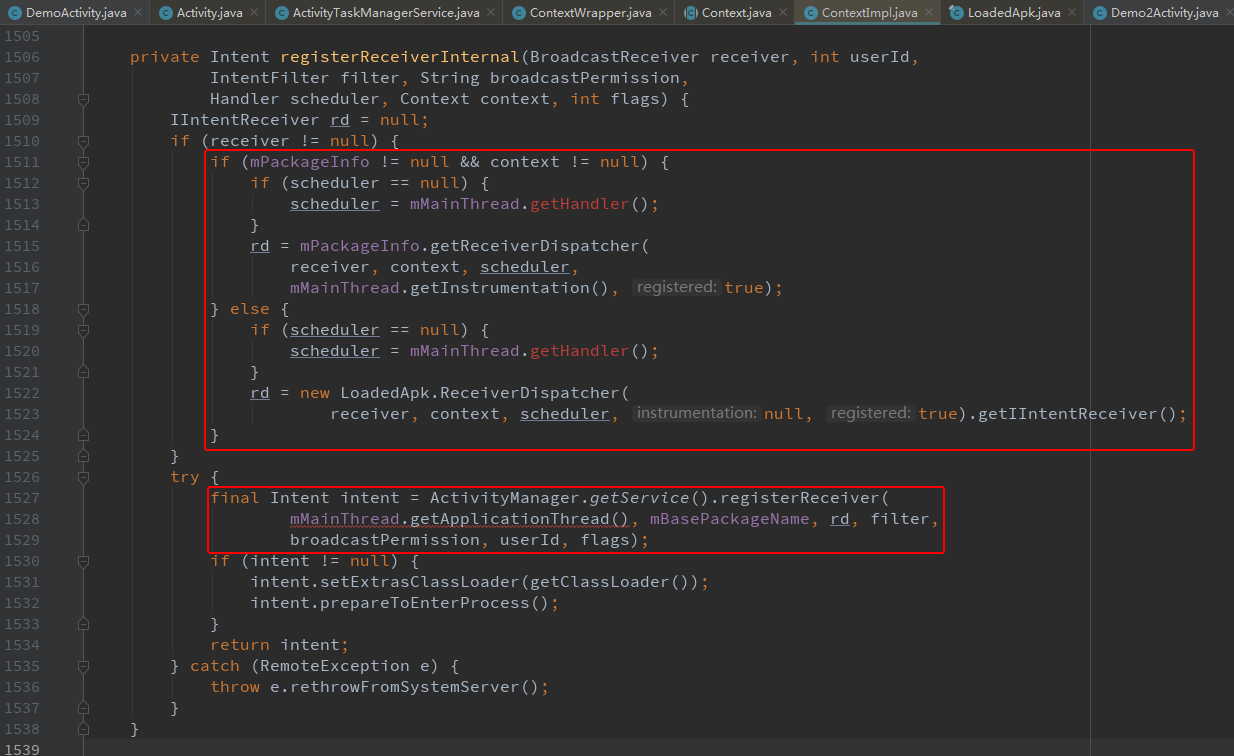 DemoActivity.java × Activity.java × ActivityTaskManagerService.java × ContextWrapper.java × Context.java × ContextImpl.java × LoadedApk.java × Demo2Activity.java ×
1505
1506 private Intent registerReceiverInternal(BroadcastReceiver receiver, int userId,
1507 IntentFilter filter, String broadcastPermission,
1508 Handler scheduler, Context context, int flags) {
1509 IIntentReceiver rd = null;
1510 if (receiver != null) {
1511 if (mPackageInfo != null && context != null) {
1512 if (scheduler == null) {
1513 scheduler = mMainThread.getHandler();
1514 }
1515 rd = mPackageInfo.getReceiverDispatcher(
1516 receiver, context, scheduler,
1517 mMainThread.getInstrumentation(), registered: true);
1518 } else {
1519 if (scheduler == null) {
1520 scheduler = mMainThread.getHandler();
1521 }
1522 rd = new LoadedApk.ReceiverDispatcher(
1523 receiver, context, scheduler, instrumentation: null, registered: true).getIIntentReceiver();
1524 }
1525 }
1526 try {
1527 final Intent intent = ActivityManager.getService().registerReceiver(
1528 mMainThread.getApplicationThread(), mBasePackageName, rd, filter,
1529 broadcastPermission, userId, flags);
1530 if (intent != null) {
1531 intent.setExtrasClassLoader(getClassLoader());
1532 intent.prepareToEnterProcess();
1533 }
1534 return intent;
1535 } catch (RemoteException e) {
1536 throw e.rethrowFromSystemServer();
1537 }
1538 }
1539